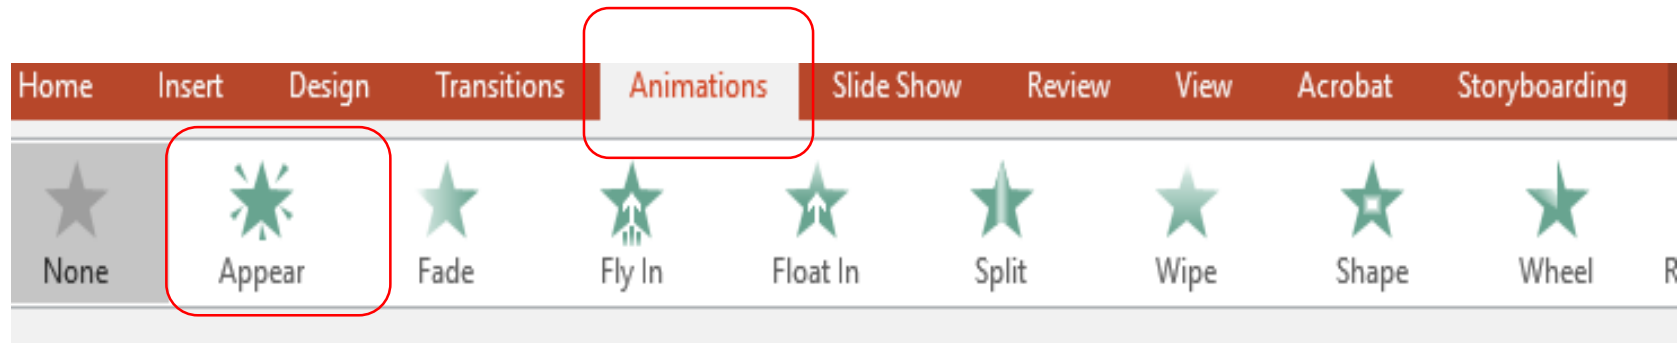 Home Insert Design Transitions Animations Slide Show Review View Acrobat Storyboarding
None Appear Fade Fly In Float In Split Wipe Shape Wheel